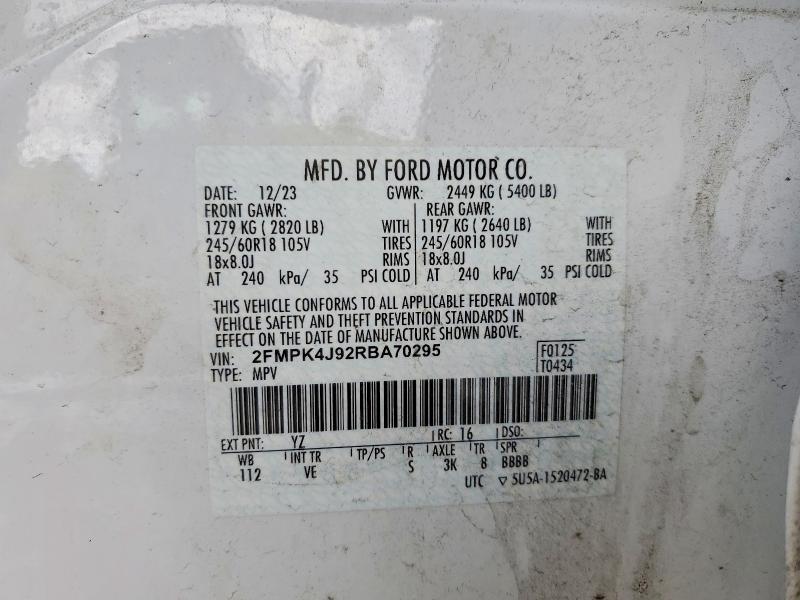 MFD. BY FORD MOTOR CO.
DATE: 12/23 GVWR: 2449 KG ( 5400 LB)
FRONT GAWR: REAR GAWR:
1279 KG ( 2820 LB) WITH 1197 KG ( 2640 LB) WITH
245/60R18 105V TIRES 245/60R18 105V TIRES
18x8.0J RIMS 18x8.0J RIMS
AT 240 kPa/ 35 PSI COLD AT 240 kPa/ 35 PSI COLD
THIS VEHICLE CONFORMS TO ALL APPLICABLE FEDERAL MOTOR
VEHICLE SAFETY AND THEFT PREVENTION STANDARDS IN
EFFECT ON THE DATE OF MANUFACTURE SHOWN ABOVE.
VIN: 2FMPK4J92RBA70295 F0125
TYPE: MPV T0434
EXT PNT: YZ RC: 16 DSO:
WB INT TR TP/PS R AXLE TR SPR
112 VE S 3K 8 BBBB
UTC ▽ 5U5A-1520472-BA